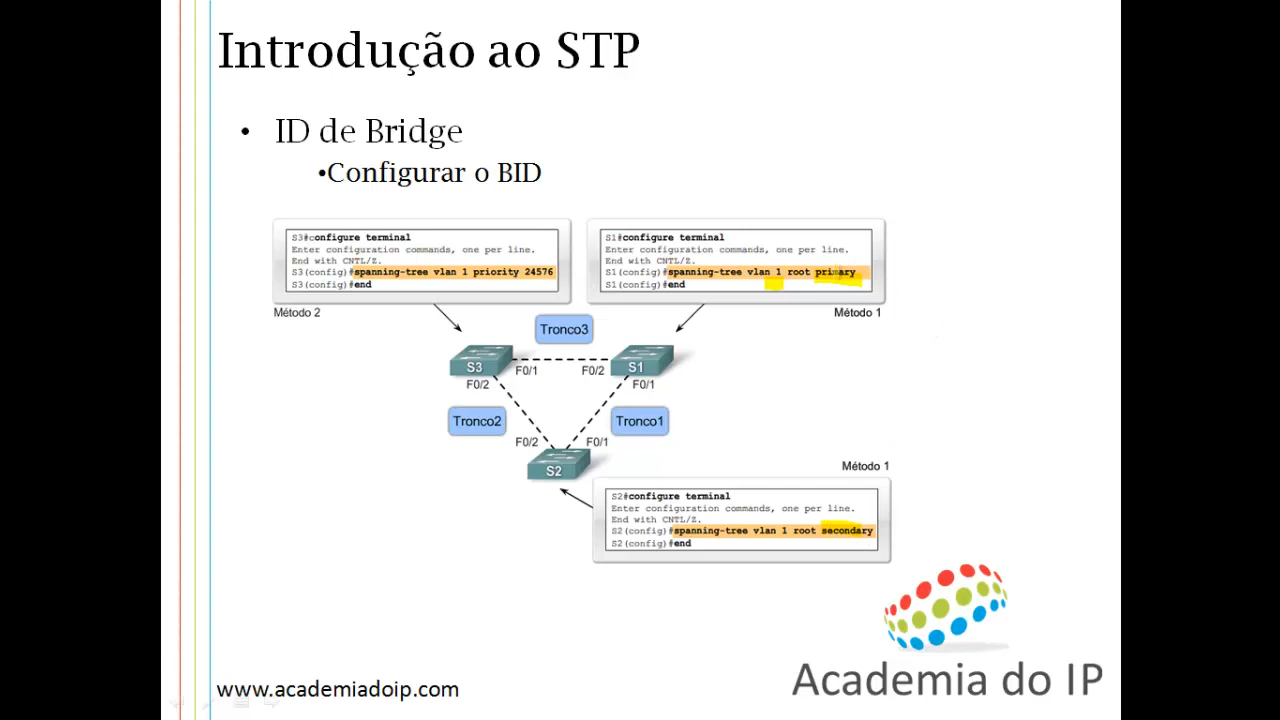 Introdução ao STP
• ID de Bridge
•Configurar o BID
S3#configure terminal
Enter configuration commands, one per line.
End with CNTL/Z.
S3(config)#spanning-tree vlan 1 priority 24576
S3(config)#end
Método 2
S1#configure terminal
Enter configuration commands, one per line.
End with CNTL/Z.
S1(config)#spanning-tree vlan 1 root primary
S1(config)#end
Método 1
Tronco3
S3
F0/1
F0/2
S1
F0/2
F0/1
Tronco2
Tronco1
F0/2
F0/1
S2
Método 1
S2#configure terminal
Enter configuration commands, one per line.
End with CNTL/Z.
S2(config)#spanning-tree vlan 1 root secondary
S2(config)#end
Academia do IP
www.academiadoip.com